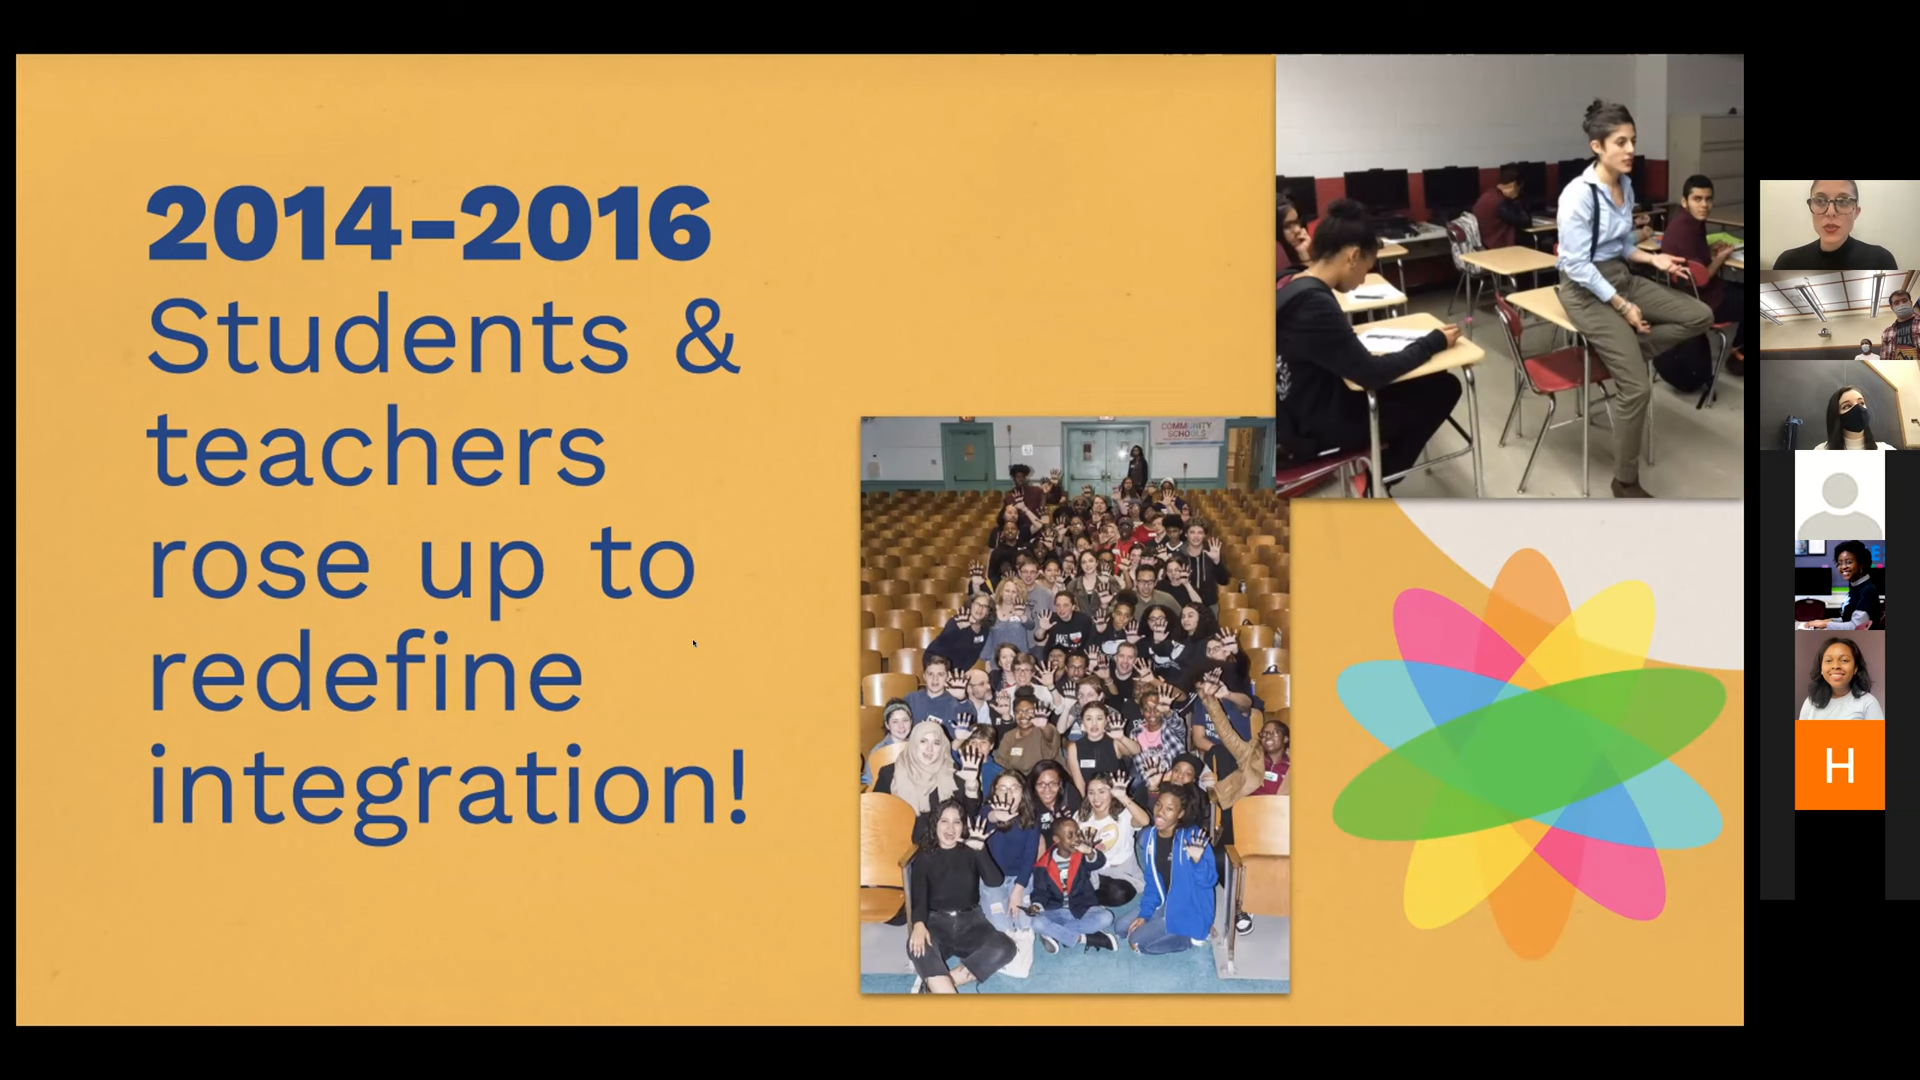 2014-2016
Students &
teachers
rose up to
redefine
integration!
COMMUNITY
SCHOOLS
H